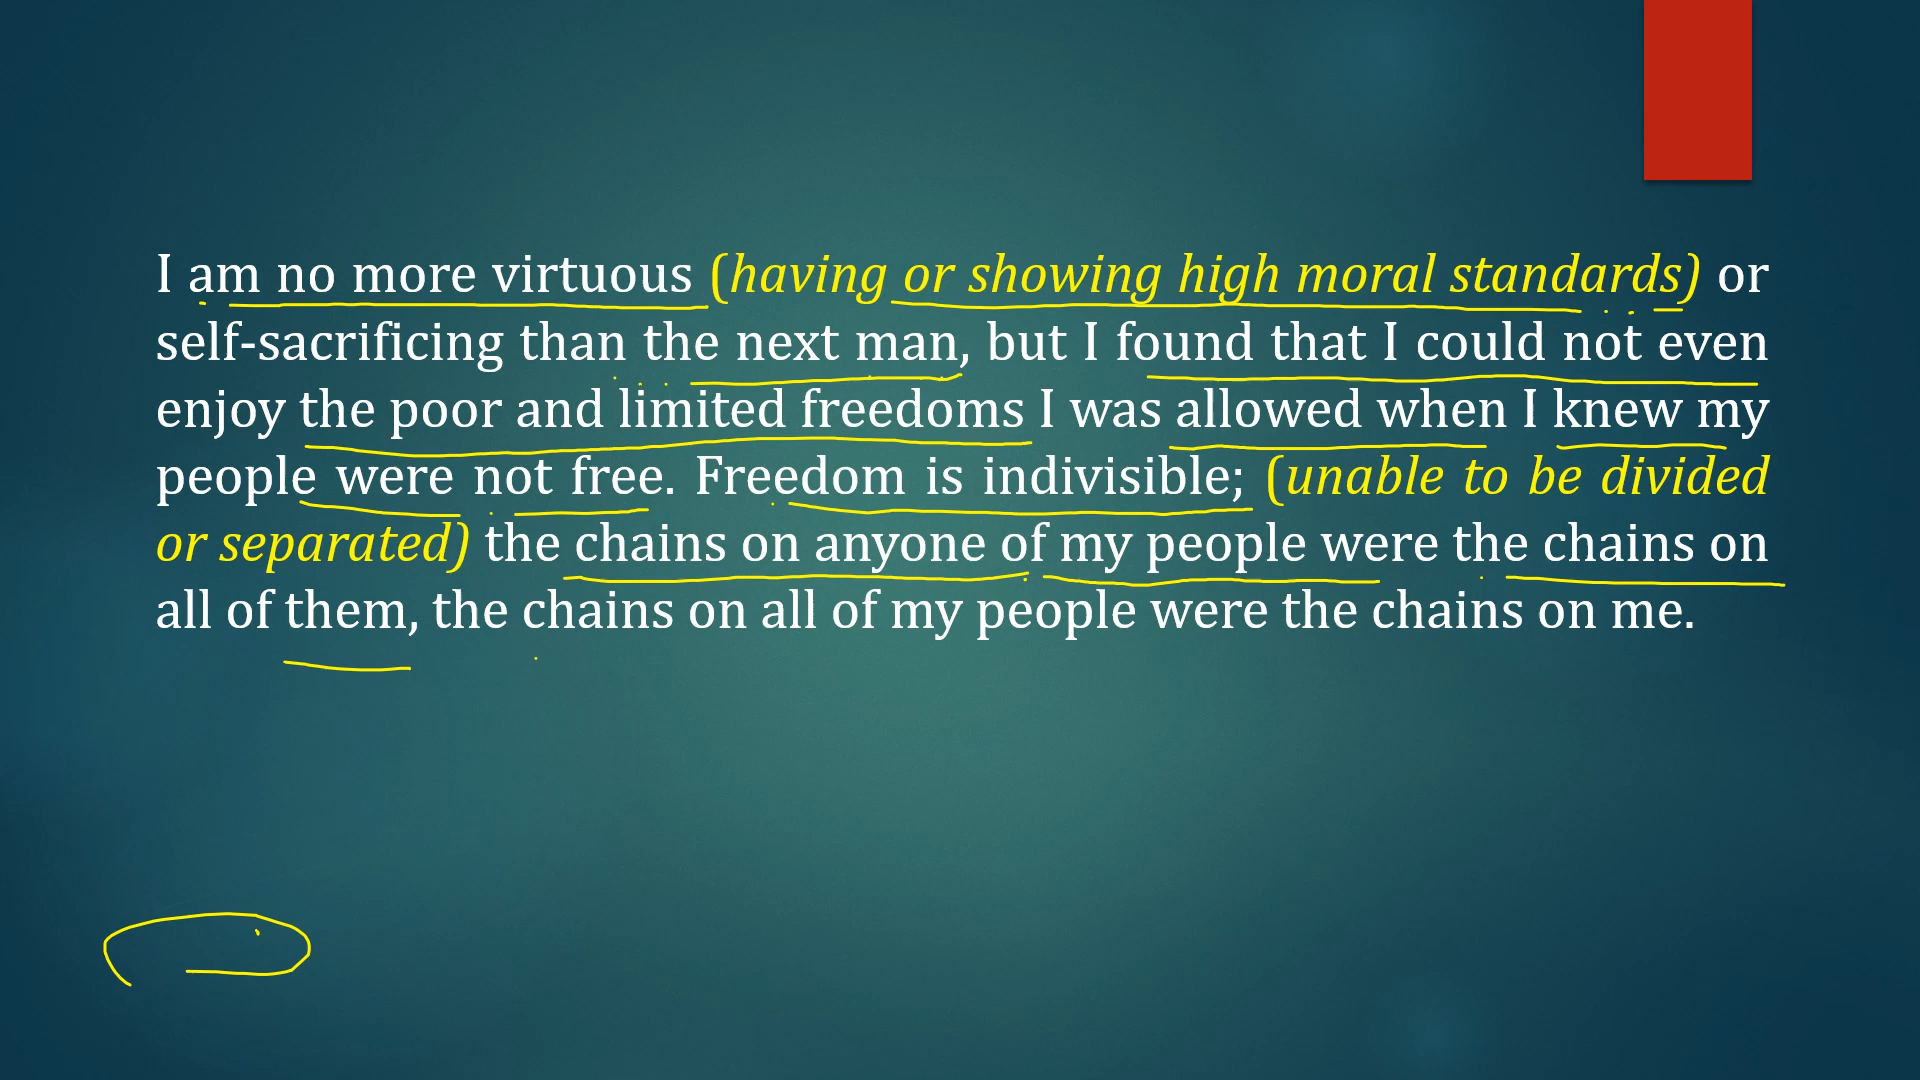 I am no more virtuous (having or showing high moral standards) or
self-sacrificing than the next man, but I found that I could not even
enjoy the poor and limited freedoms I was allowed when I knew my
people were not free. Freedom is indivisible; (unable to be divided
or separated) the chains on anyone of my people were the chains on
all of them, the chains on all of my people were the chains on me.